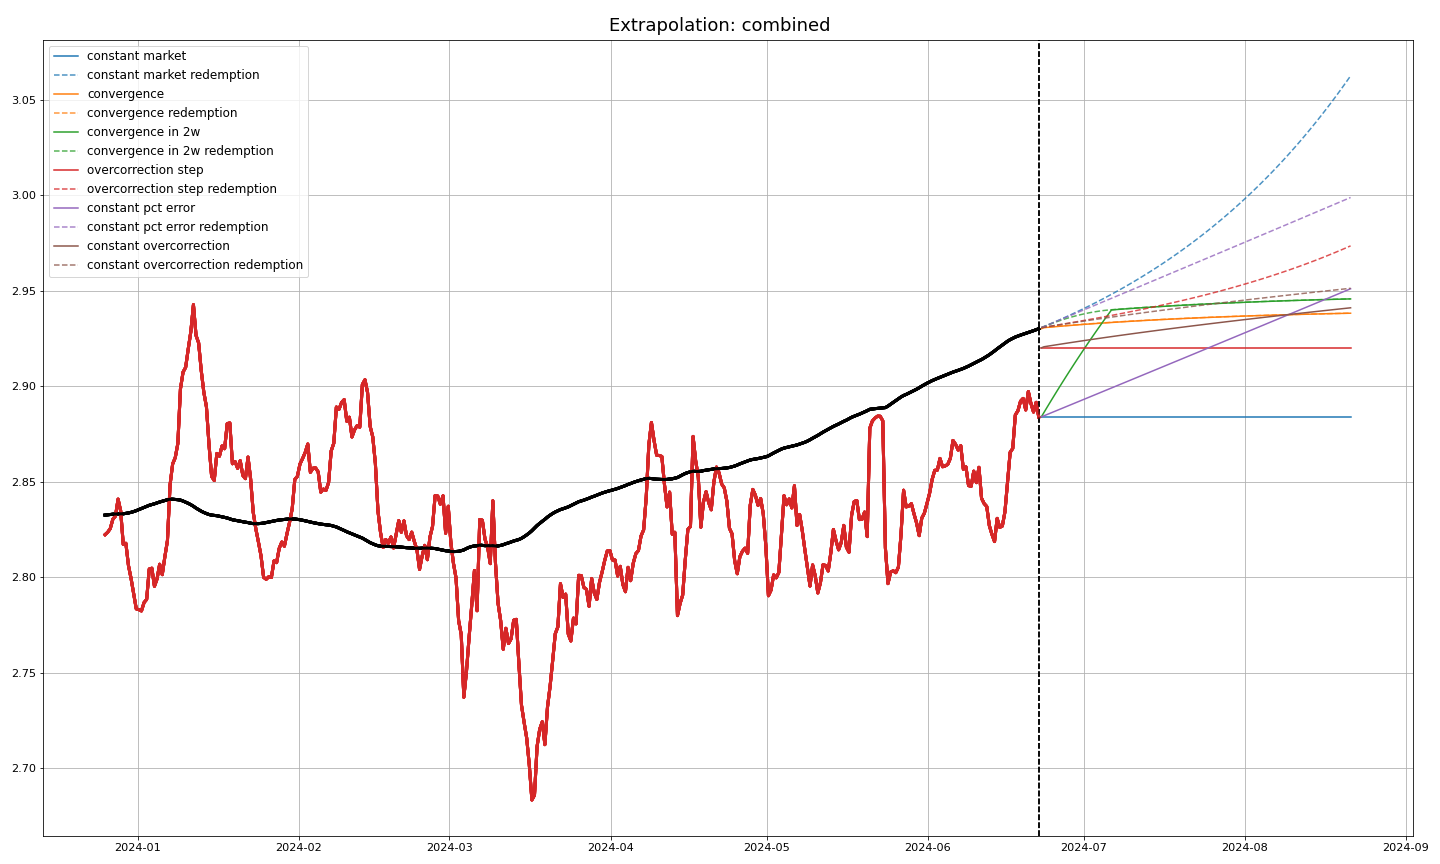 Extrapolation: combined
constant market
constant market redemption
convergence
convergence redemption
convergence in 2w
convergence in 2w redemption
overcorrection step
overcorrection step redemption
constant pct error
constant pct error redemption
constant overcorrection
constant overcorrection redemption
3.05
3.00
2.95
2.90
2.85
2.80
2.75
2.70
2024-01 2024-02 2024-03 2024-04 2024-05 2024-06 2024-07 2024-08 2024-09